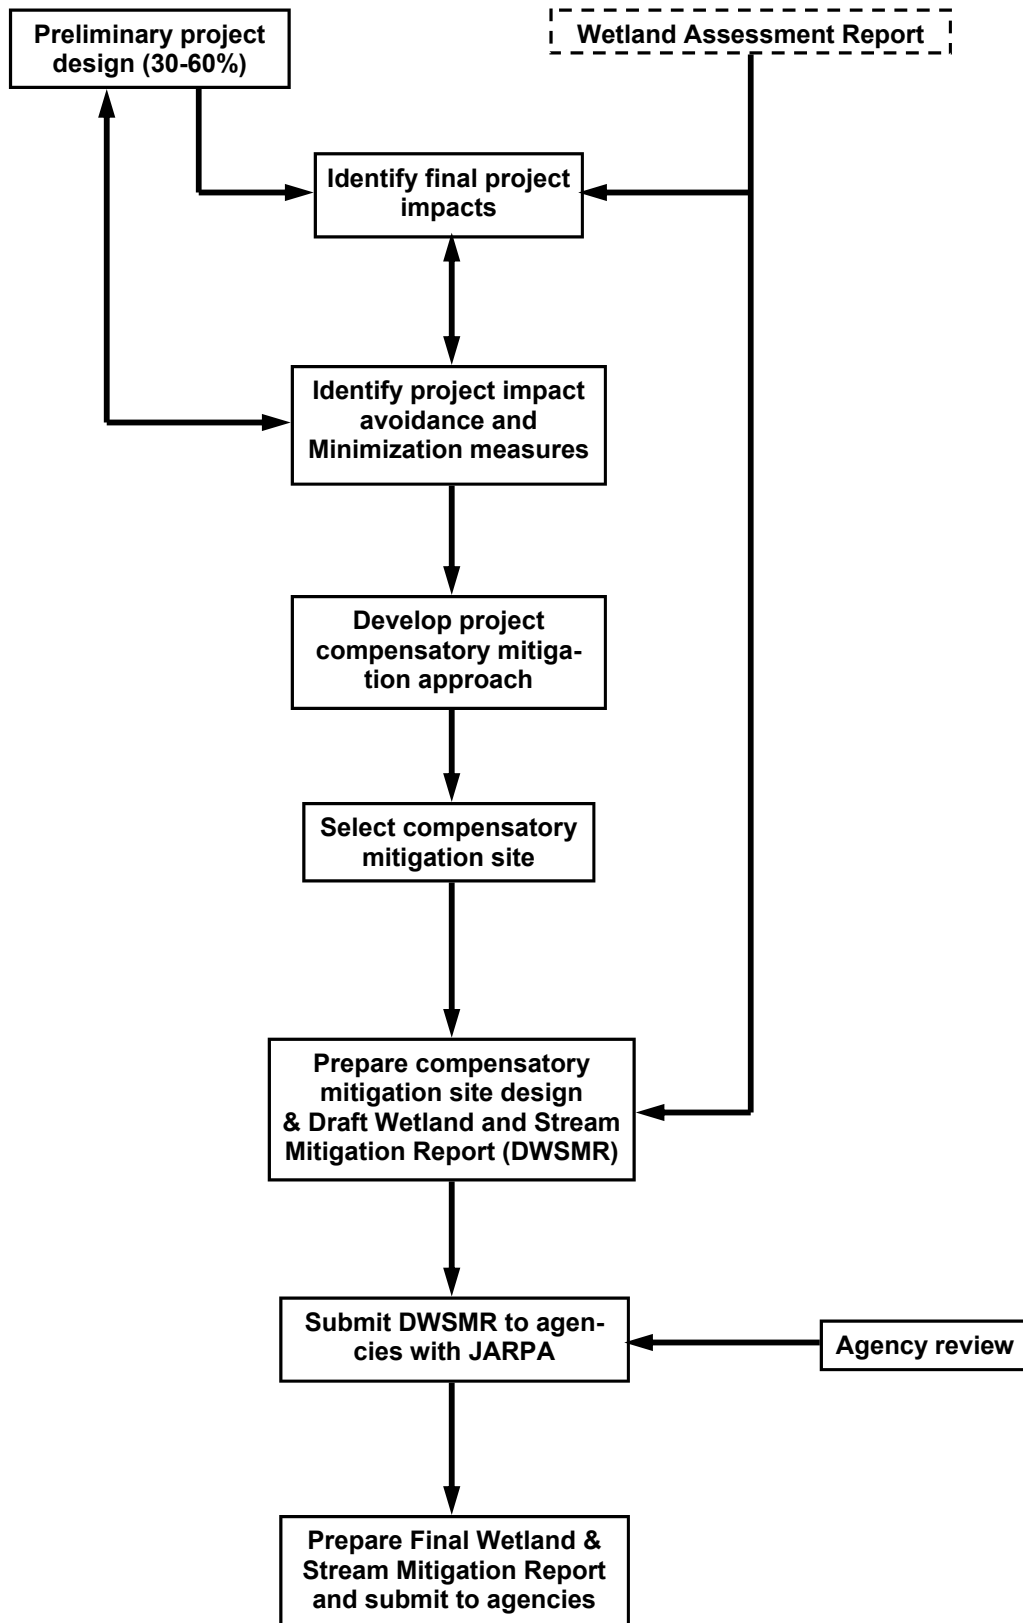 Preliminary project
design (30-60%)
Wetland Assessment Report
Identify final project
impacts
Identify project impact
avoidance and
Minimization measures
Develop project
compensatory mitiga-
tion approach
Select compensatory
mitigation site
Prepare compensatory
mitigation site design
& Draft Wetland and Stream
Mitigation Report (DWSMR)
Submit DWSMR to agen-
cies with JARPA
Agency review
Prepare Final Wetland &
Stream Mitigation Report
and submit to agencies